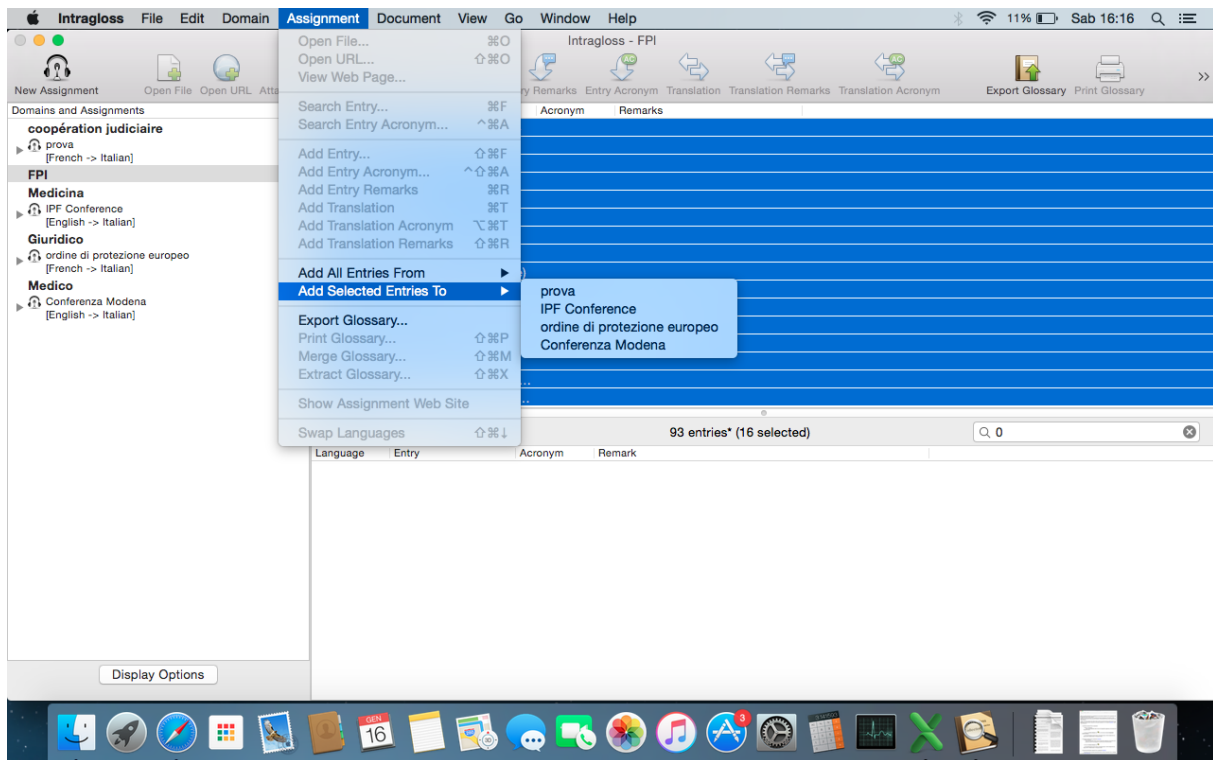 Intragloss File Edit Domain Assignment Document View Go Window Help 11% Sab 16:16
Intragloss - FPI
New Assignment Open File Open URL Remarks Entry Acronym Translation Translation Remarks Translation Acronym Export Glossary Print Glossary
Domains and Assignments
coopération judiciaire
prova
[French -> Italian]
FPI
Medicina
IPF Conference
[English -> Italian]
Giuridico
ordine di protezione europeo
[French -> Italian]
Medico
Conferenza Modena
[English -> Italian]
Display Options
Open File... ⌘O
Open URL... ⇧⌘O
View Web Page...
Search Entry... ⌘F
Search Entry Acronym... ^⌘A
Add Entry... ⇧⌘F
Add Entry Acronym... ^⇧⌘A
Add Entry Remarks ⌘R
Add Translation ⌘T
Add Translation Acronym ⌥⌘T
Add Translation Remarks ⇧⌘R
Add All Entries From
Add Selected Entries To
Export Glossary...
Print Glossary... ⇧⌘P
Merge Glossary... ⇧⌘M
Extract Glossary... ⇧⌘X
Show Assignment Web Site
Swap Languages ⇧⌘↓
prova
IPF Conference
ordine di protezione europeo
Conferenza Modena
Acronym Remarks
93 entries* (16 selected) 0
Language Entry Acronym Remark
GEN
16
3